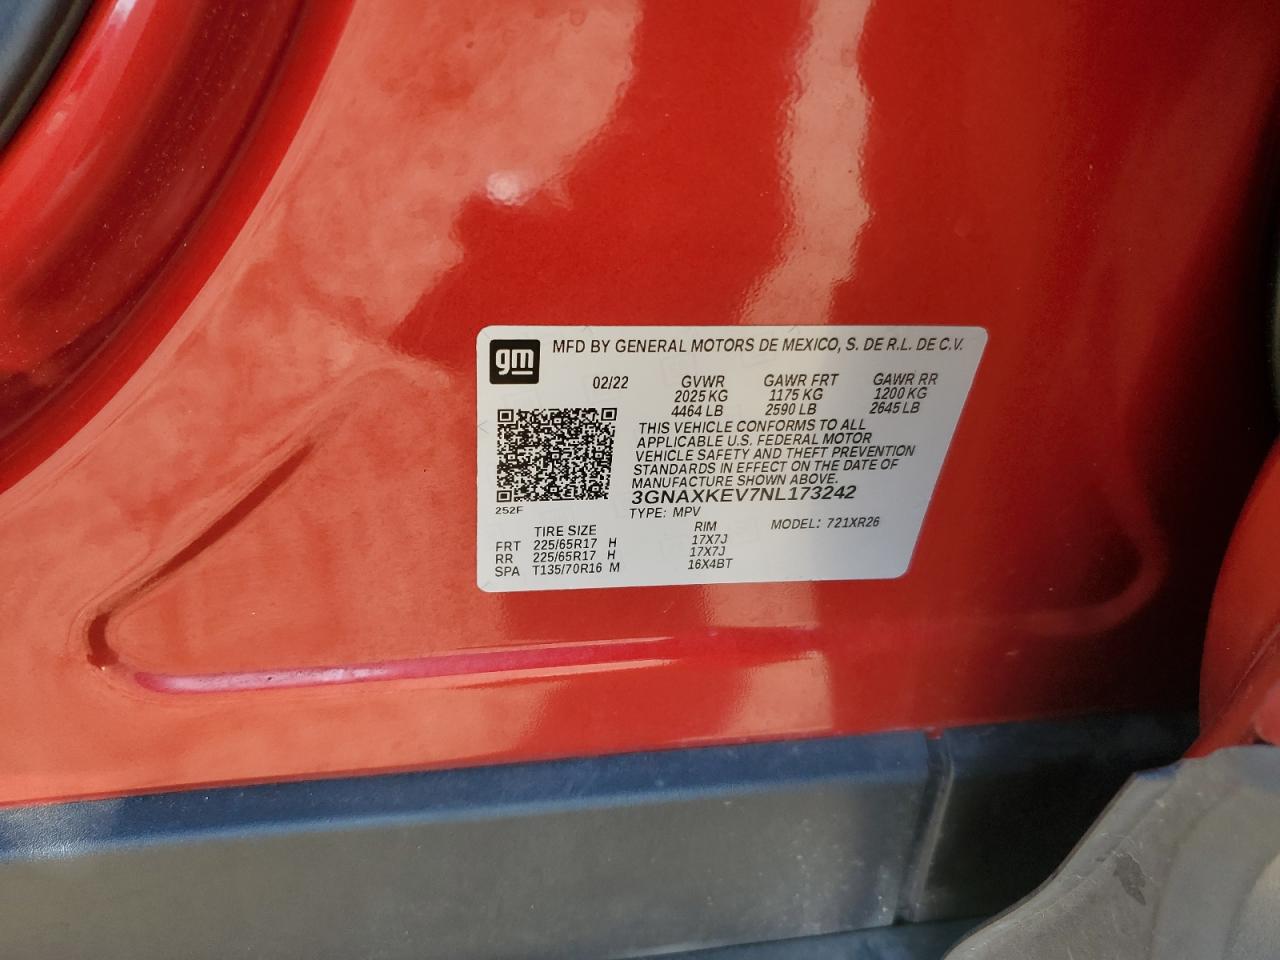 gm
MFD BY GENERAL MOTORS DE MEXICO, S. DE R.L. DE C.V.
02/22 GVWR GAWR FRT GAWR RR
2025 KG 1175 KG 1200 KG
4464 LB 2590 LB 2645 LB
THIS VEHICLE CONFORMS TO ALL
APPLICABLE U.S. FEDERAL MOTOR
VEHICLE SAFETY AND THEFT PREVENTION
STANDARDS IN EFFECT ON THE DATE OF
MANUFACTURE SHOWN ABOVE.
3GNAXKEV7NL173242
252F
TYPE: MPV MODEL: 721XR26
TIRE SIZE RIM
FRT 225/65R17 H 17X7J
RR 225/65R17 H 17X7J
SPA T135/70R16 M 16X4BT